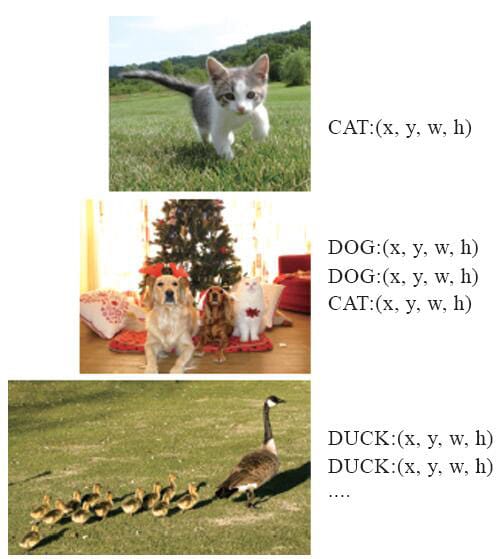 CAT:(x, y, w, h)
DOG:(x, y, w, h)
DOG:(x, y, w, h)
CAT:(x, y, w, h)
DUCK:(x, y, w, h)
DUCK:(x, y, w, h)
....